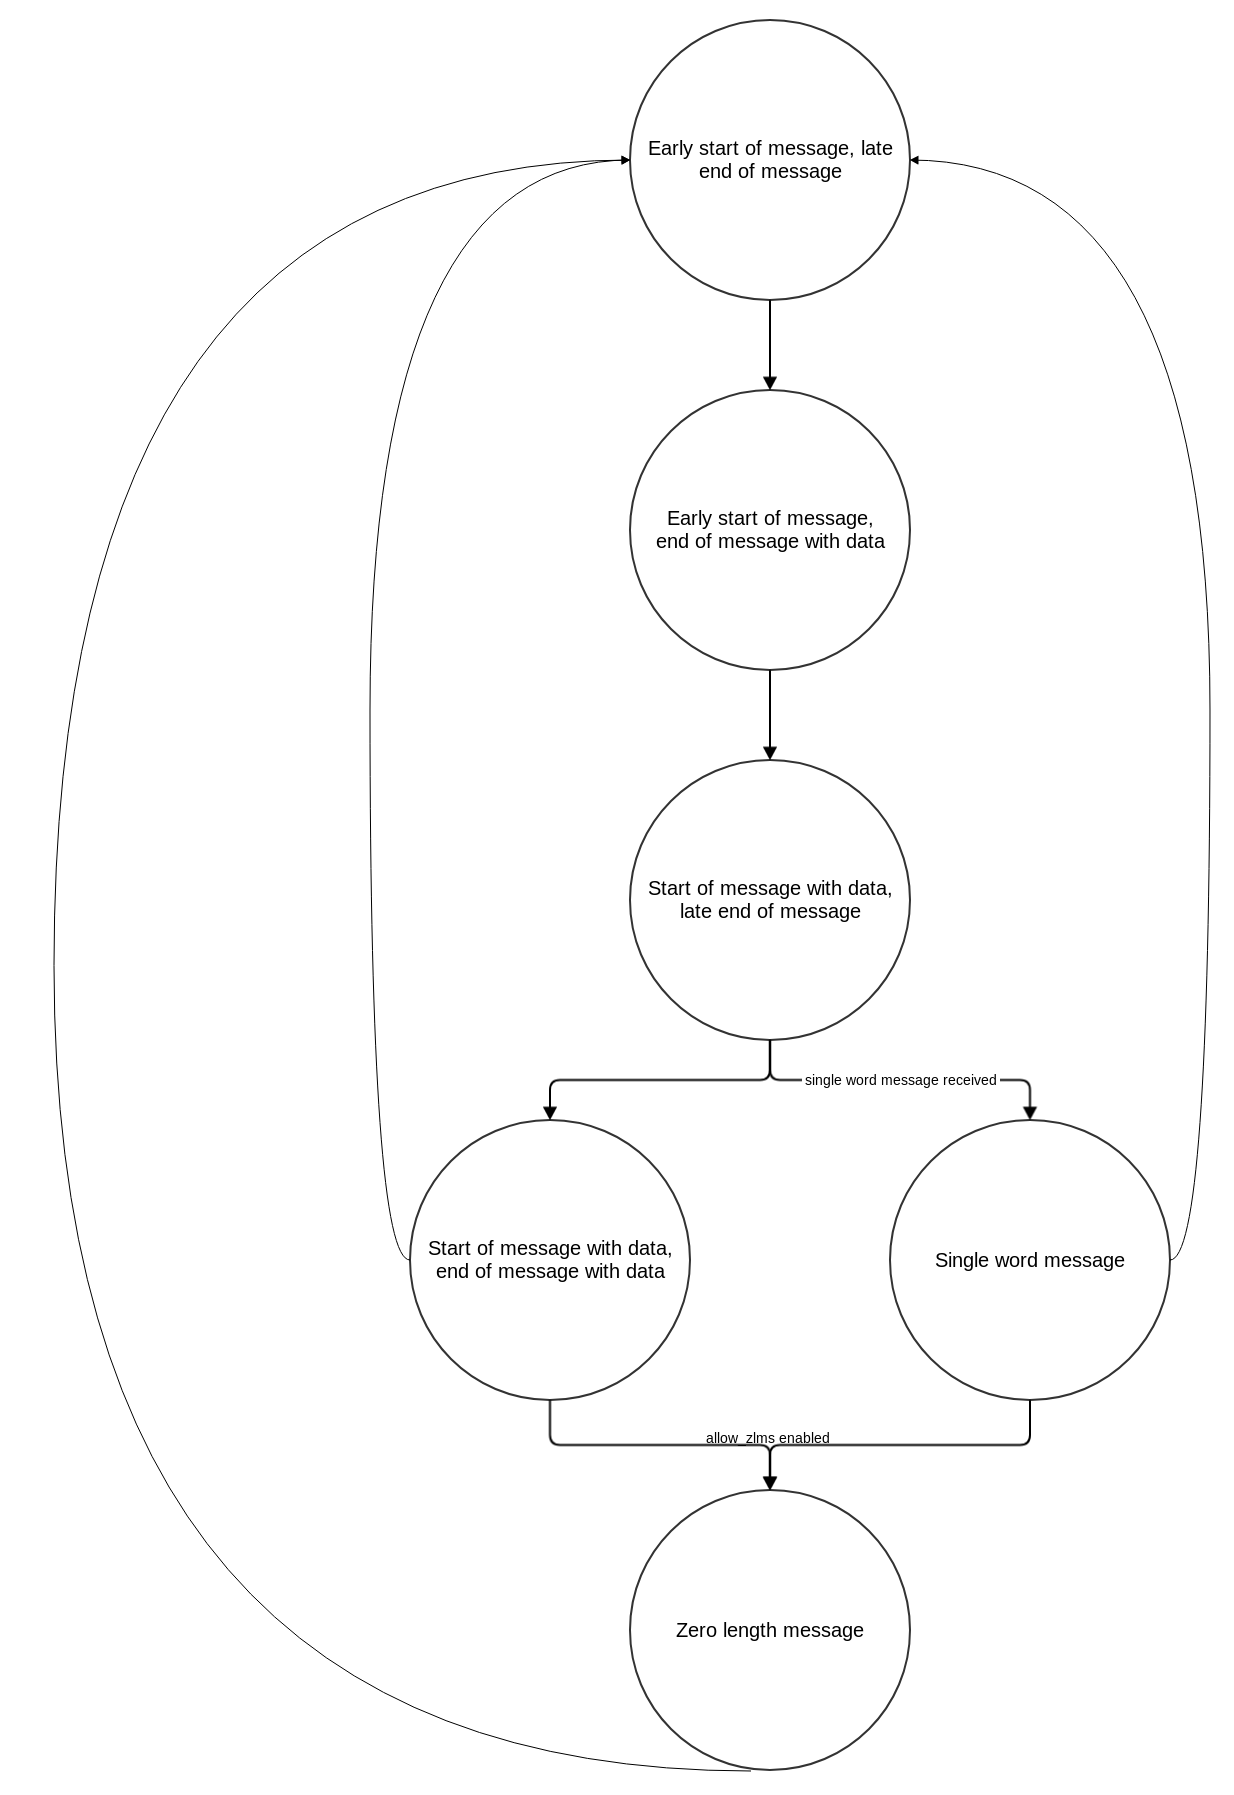 Early start of message, late
end of message
Early start of message,
end of message with data
Start of message with data,
late end of message
single word message received
Start of message with data,
end of message with data
Single word message
allow_zlms enabled
Zero length message